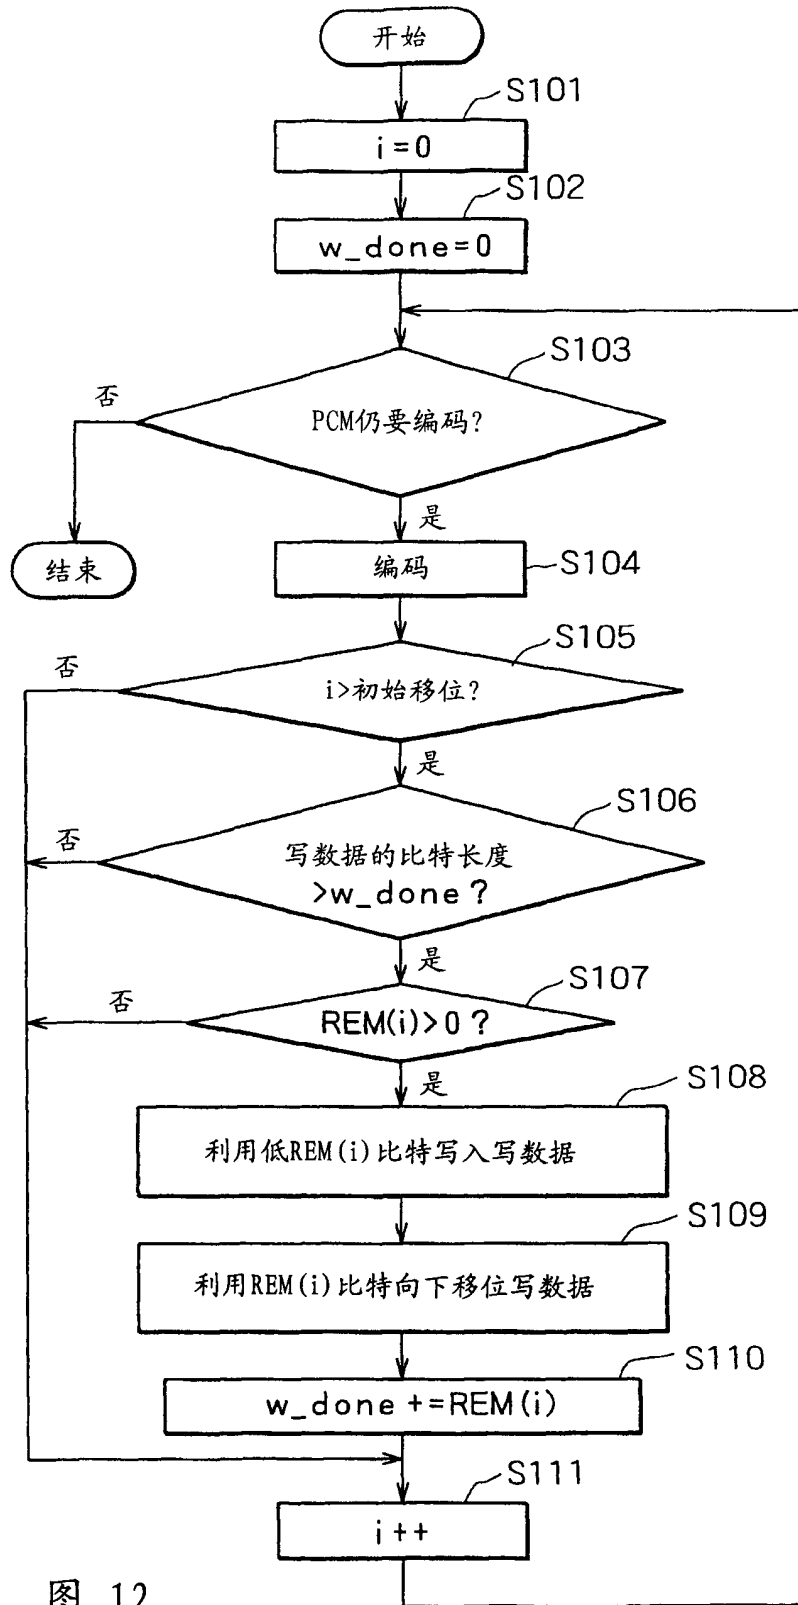 开始
S101
i=0
S102
w_done=0
S103
否
PCM仍要编码?
是
结束
编码
S104
S105
否
i>初始移位?
是
S106
否
写数据的比特长度
>w_done?
是
S107
否
REM(i)>0?
是
S108
利用低REM(i)比特写入写数据
S109
利用REM(i)比特向下移位写数据
S110
w_done +=REM(i)
S111
i++
图 12